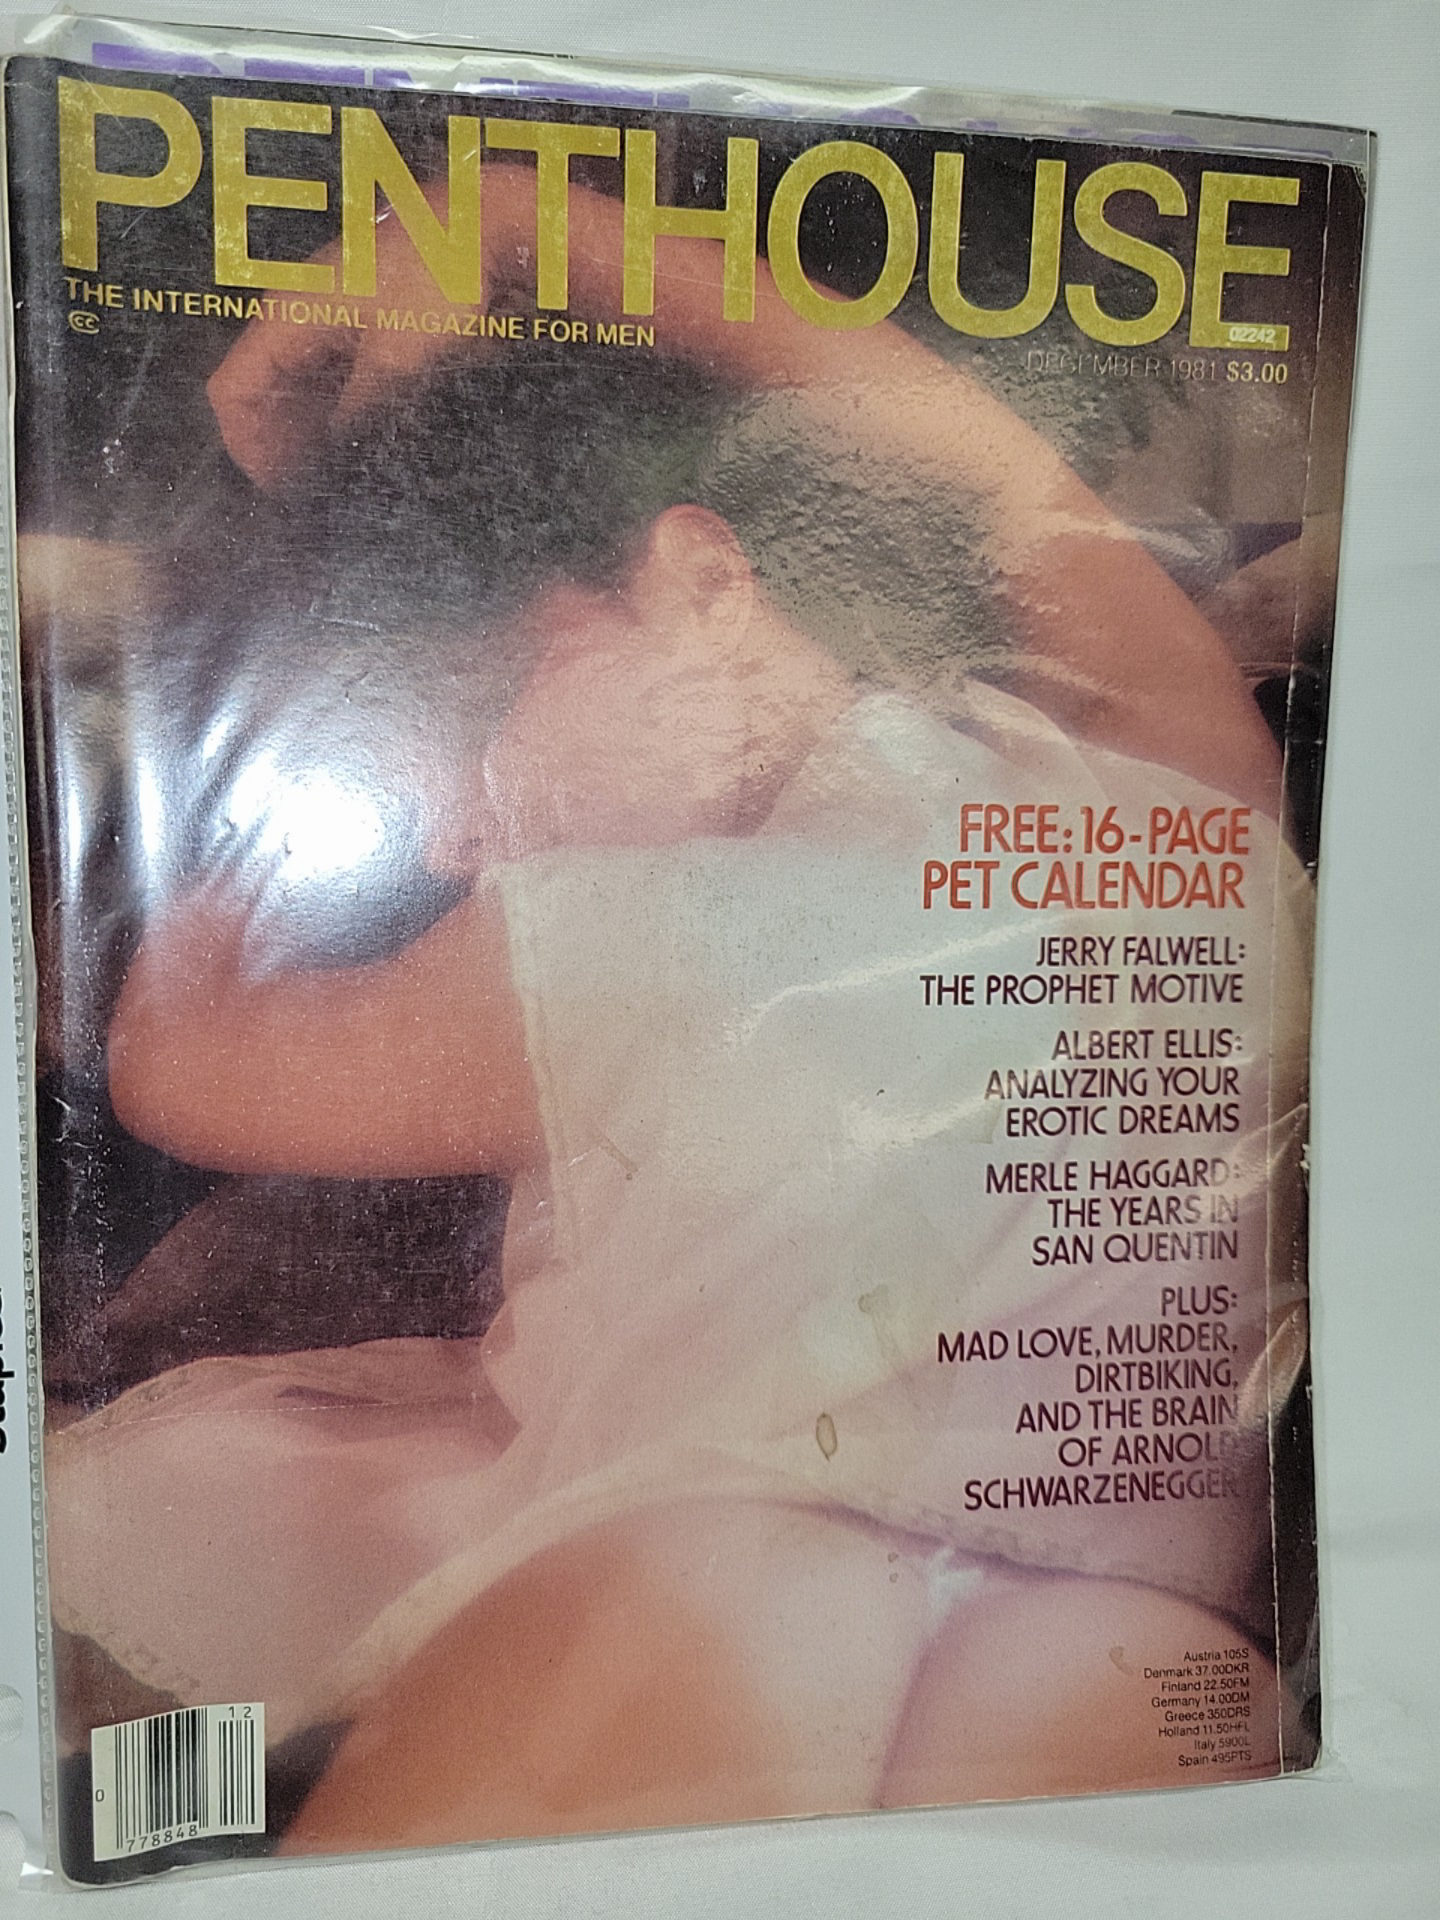 PENTHOUSE
THE INTERNATIONAL MAGAZINE FOR MEN
cc
02242
DECEMBER 1981 $3.00
FREE: 16-PAGE
PET CALENDAR
JERRY FALWELL:
THE PROPHET MOTIVE
ALBERT ELLIS:
ANALYZING YOUR
EROTIC DREAMS
MERLE HAGGARD:
THE YEARS IN
SAN QUENTIN
PLUS:
MAD LOVE, MURDER,
DIRTBIKING,
AND THE BRAIN
OF ARNOLD
SCHWARZENEGGER
Austria 105S
Denmark 37.00DKR
Finland 22.50FM
Germany 14.00DM
Greece 350DRS
Holland 11.50HFL
Italy 5900L
Spain 495PTS
12
0
778848